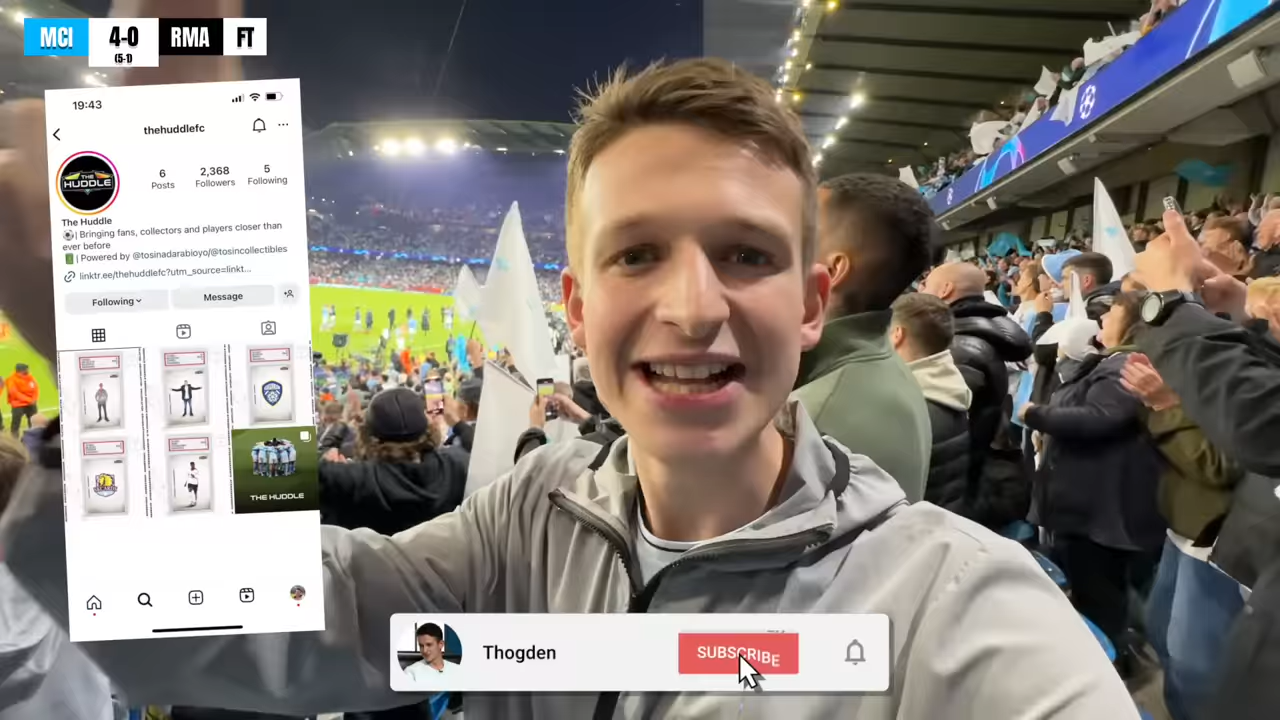 MCI 4-0 RMA FT
(5-1)
19:43
thehuddlefc
6 2,368 5
Posts Followers Following
THE
HUDDLE
The Huddle
| Bringing fans, collectors and players closer than
ever before
| Powered by @tosinadarabioyo/@tosincollectibles
linktr.ee/thehuddlefc?utm_source=linkt...
Following Message
THE HUDDLE
Thogden SUBSCRIBE